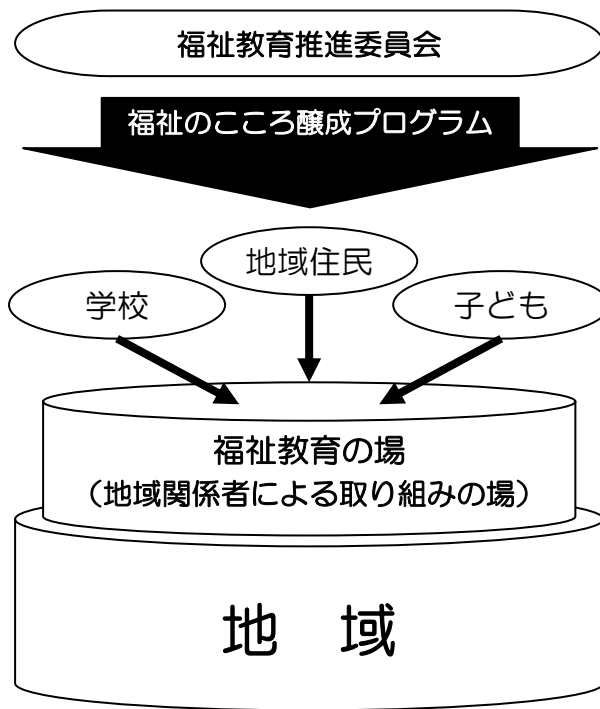 福祉教育推進委員会
福祉のこころ醸成プログラム
地域住民
学校
子ども
福祉教育の場
（地域関係者による取り組みの場）
地　域